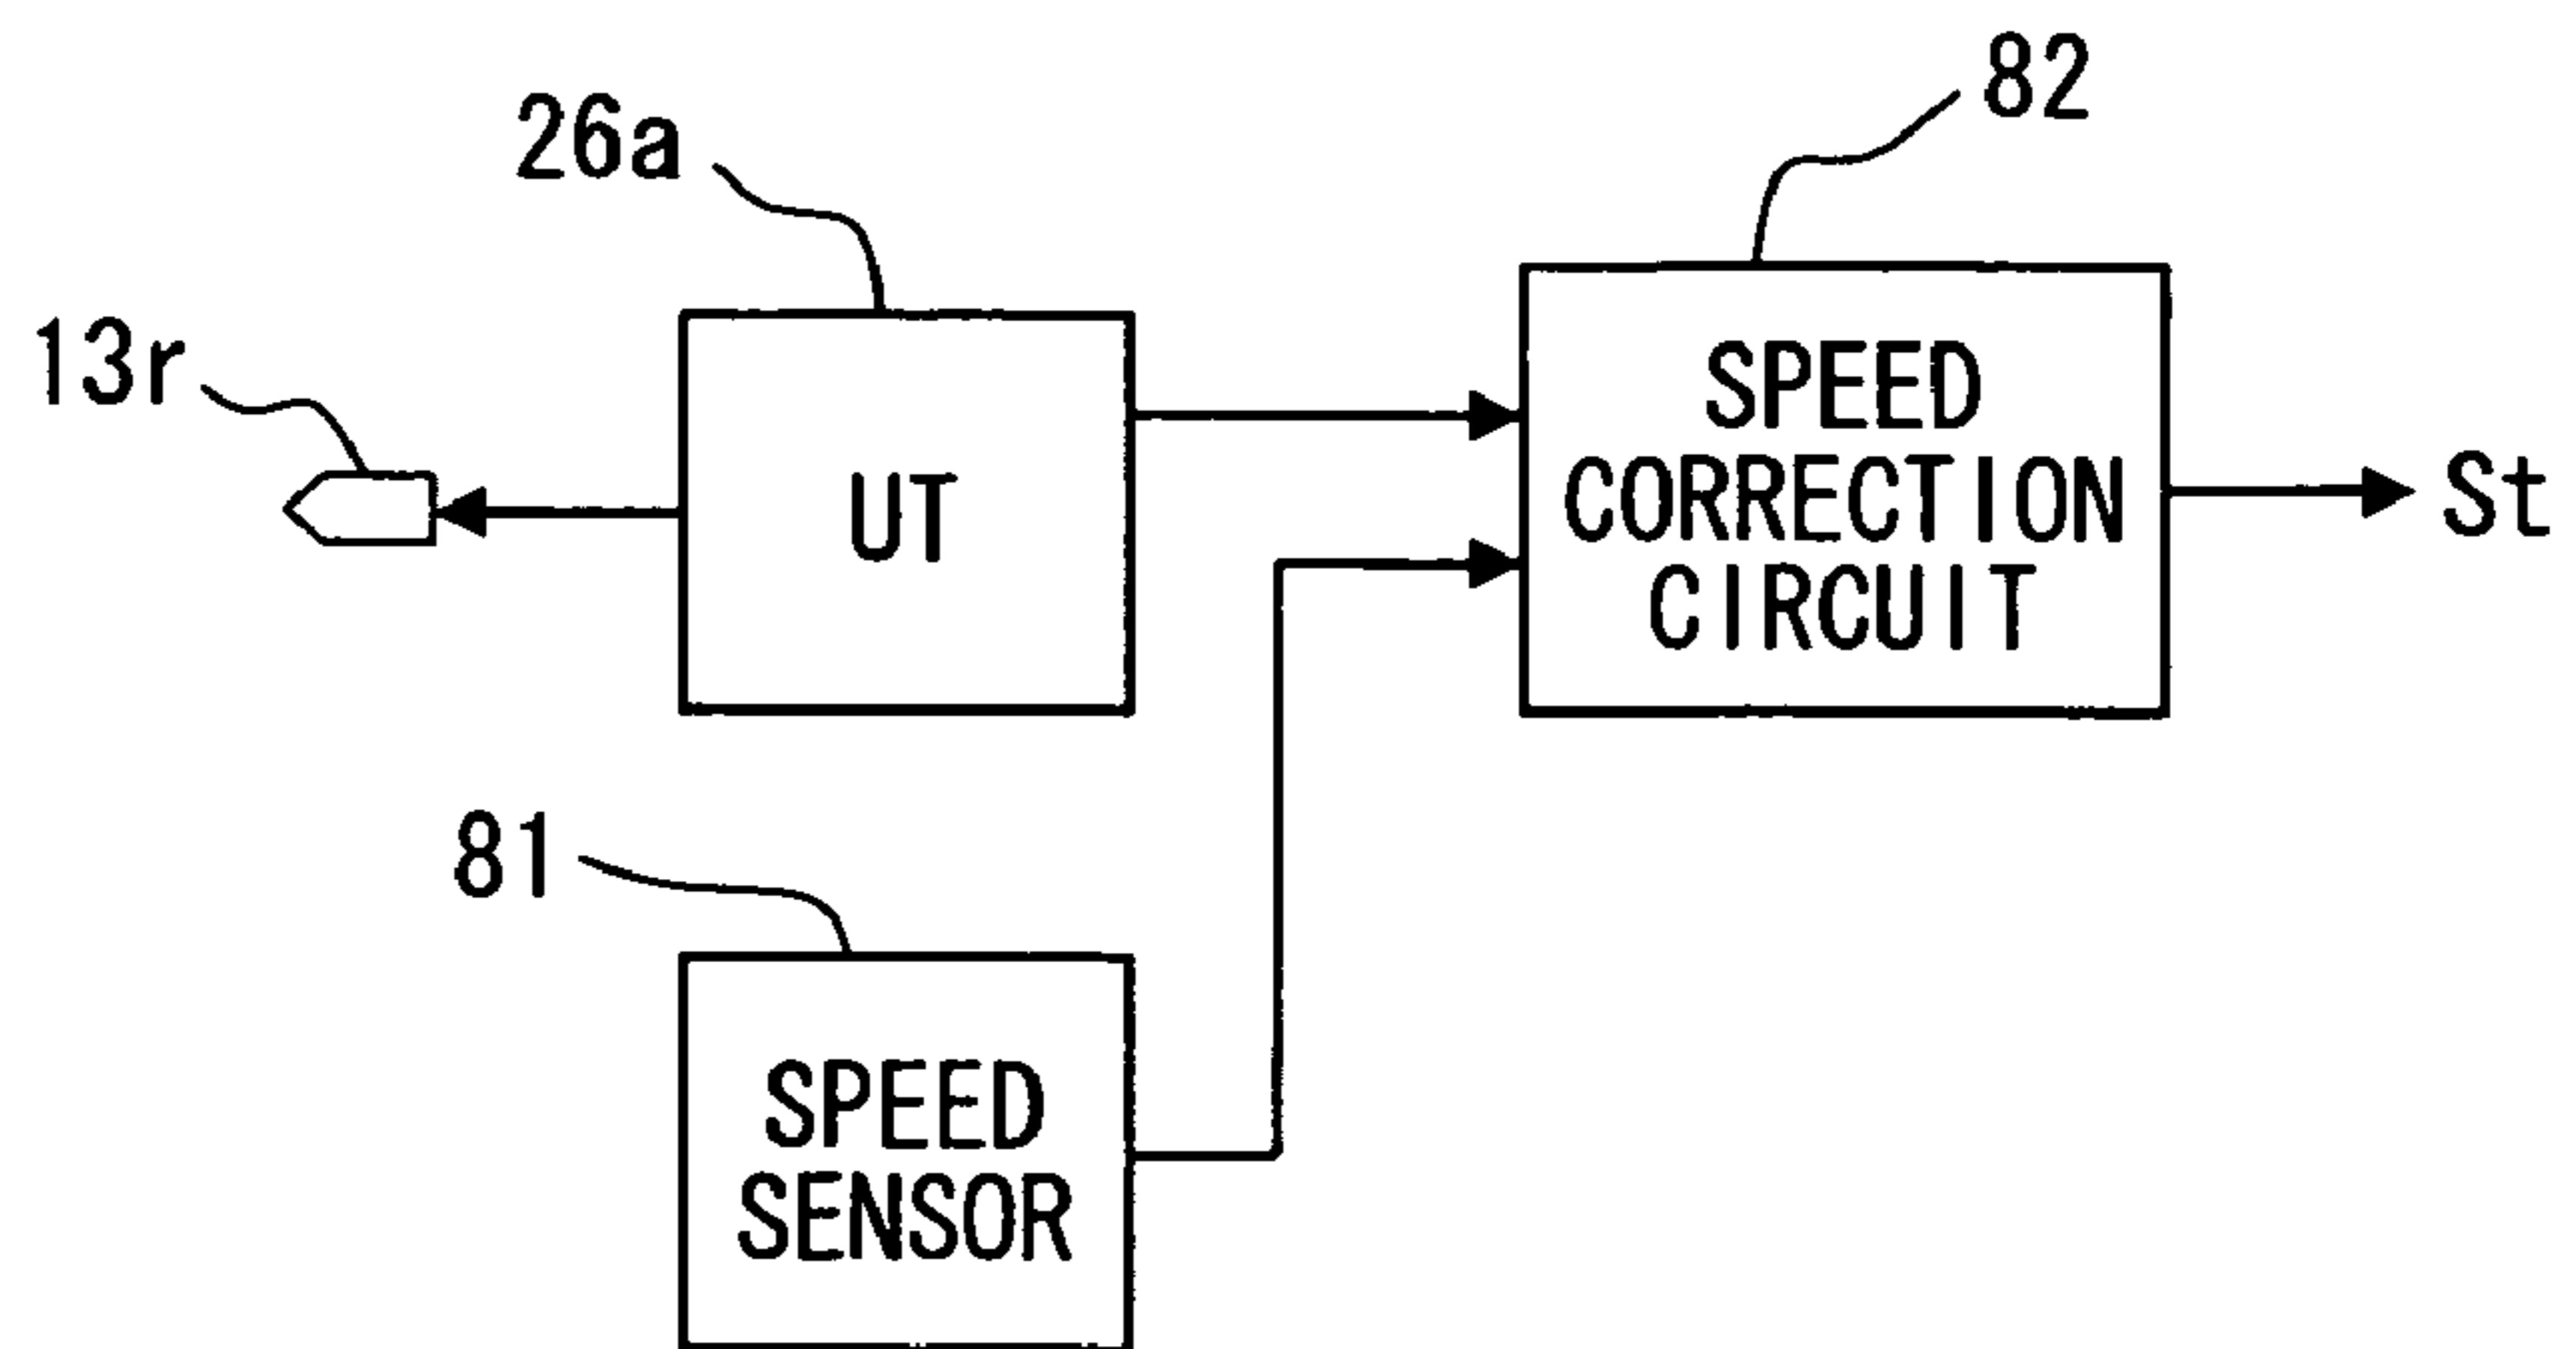 82
26a
13r
UT
SPEED
CORRECTION
CIRCUIT
St
81
SPEED
SENSOR